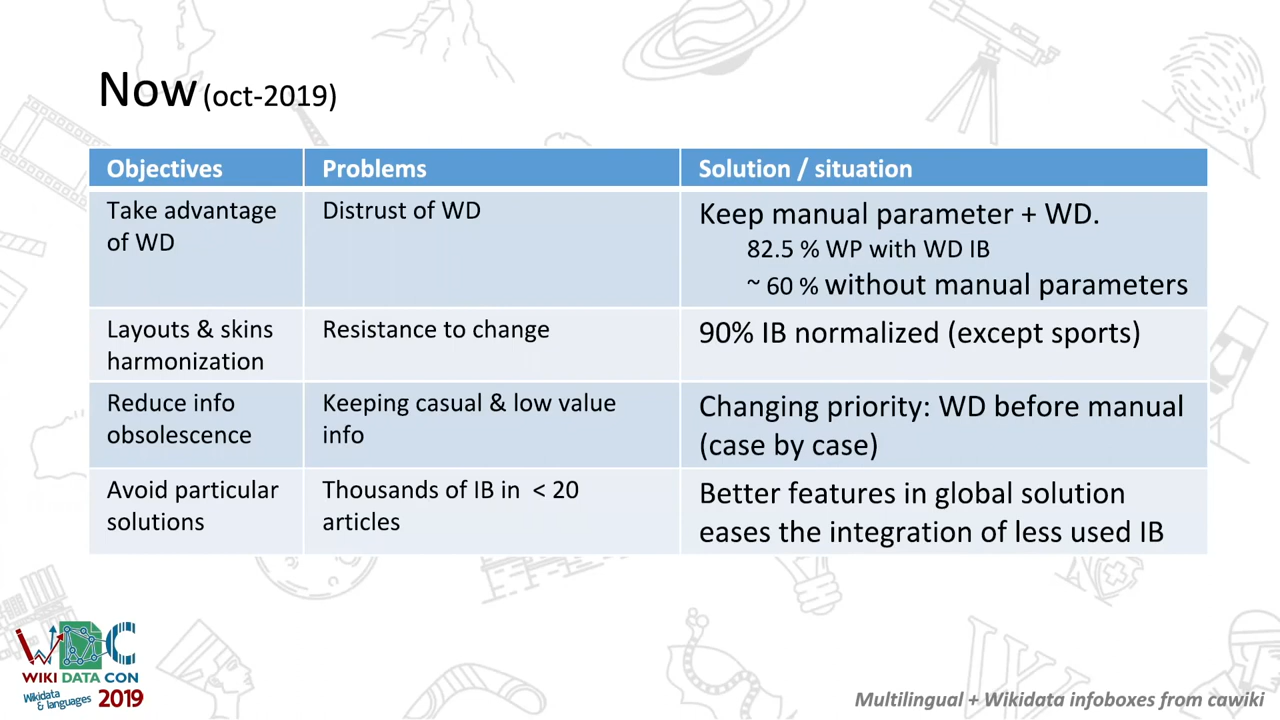 Now (oct-2019)
Objectives
Problems
Solution / situation
Take advantage
of WD
Distrust of WD
Keep manual parameter + WD.
82.5 % WP with WD IB
~ 60 % without manual parameters
Layouts & skins
harmonization
Resistance to change
90% IB normalized (except sports)
Reduce info
obsolescence
Keeping casual & low value
info
Changing priority: WD before manual
(case by case)
Avoid particular
solutions
Thousands of IB in < 20
articles
Better features in global solution
eases the integration of less used IB
WDC
WIKI DATA CON
Wikidata
& languages 2019
Multilingual + Wikidata infoboxes from cawiki